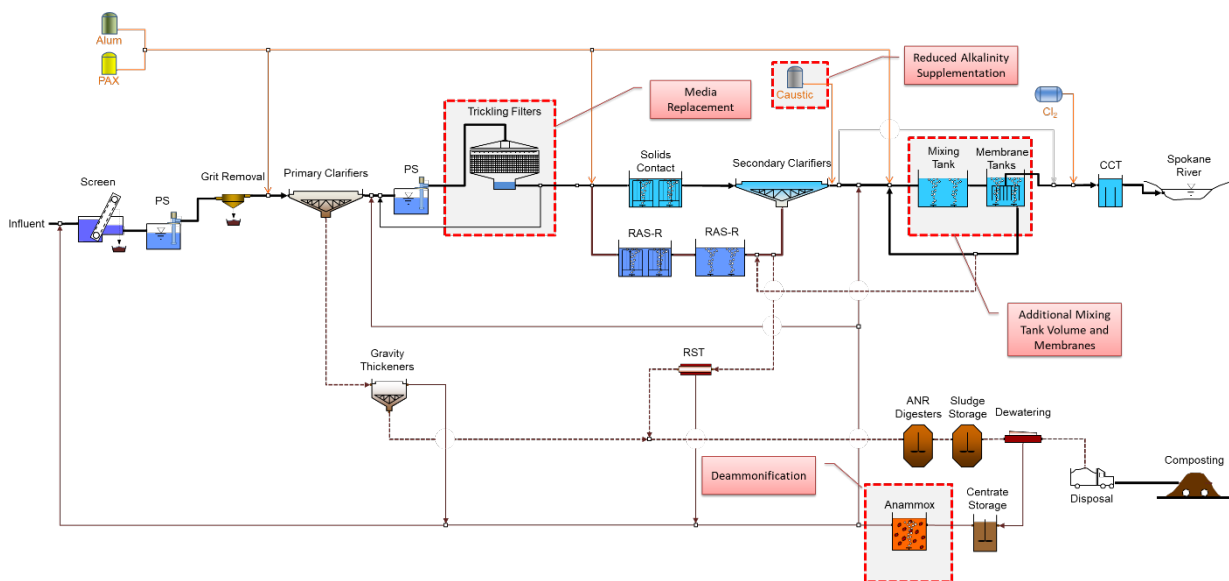 Alum
PAX
Reduced Alkalinity
Supplementation
Media
Replacement
Caustic
Cl₂
Trickling Filters
Mixing
Tank
Membrane
Tanks
Solids
Contact
Secondary Clarifiers
CCT
Spokane
River
Grit Removal
Primary Clarifiers
PS
Screen
PS
Influent
RAS-R
RAS-R
Additional Mixing
Tank Volume and
Membranes
Gravity
Thickeners
RST
ANR
Digesters
Sludge
Storage
Dewatering
Composting
Disposal
Deammonification
Anammox
Centrate
Storage